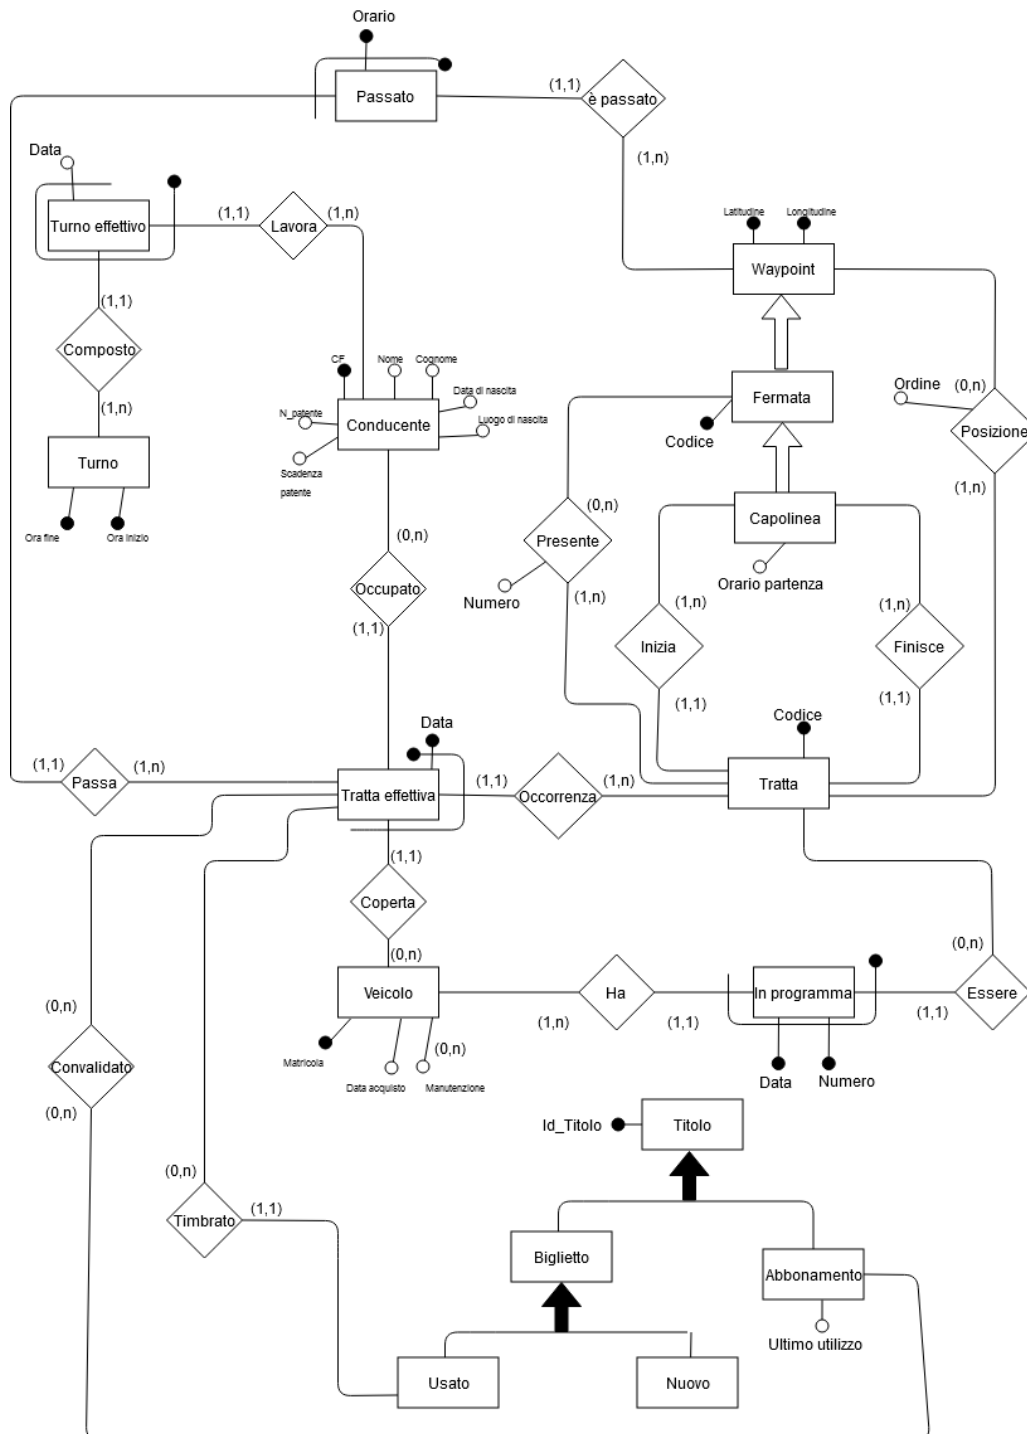 Orario
Passato
(1,1)
è passato
(1,n)
Data
Turno effettivo
(1,1)
Lavora
(1,n)
Latitudine
Longitudine
Waypoint
(1,1)
Composto
(1,n)
Turno
Ora fine
Ora inizio
CF
Nome
Cognome
Data di nascita
Luogo di nascita
N_patente
Conducente
Scadenza
patente
Fermata
Codice
Ordine
(0,n)
Posizione
(1,n)
Capolinea
Orario partenza
(0,n)
Presente
(1,n)
Numero
(0,n)
Occupato
(1,1)
(1,n)
Inizia
(1,1)
(1,n)
Finisce
(1,1)
Codice
Data
(1,1)
Passa
(1,n)
Tratta effettiva
(1,1)
Occorrenza
(1,n)
Tratta
(1,1)
Coperta
(0,n)
Veicolo
Matricola
Data acquisto
(0,n)
Manutenzione
(1,n)
Ha
(1,1)
In programma
Data
Numero
(1,1)
Essere
(0,n)
(0,n)
Convalidato
(0,n)
Id_Titolo
Titolo
(0,n)
Timbrato
(1,1)
Biglietto
Abbonamento
Ultimo utilizzo
Usato
Nuovo